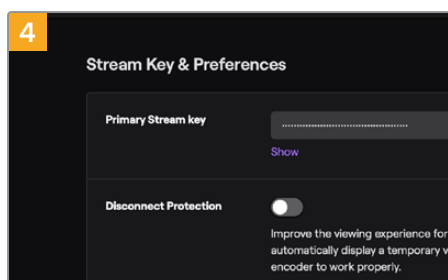 4
Stream Key & Preferences
Primary Stream key
Show
Disconnect Protection
Improve the viewing experience for
automatically display a temporary v
encoder to work properly.